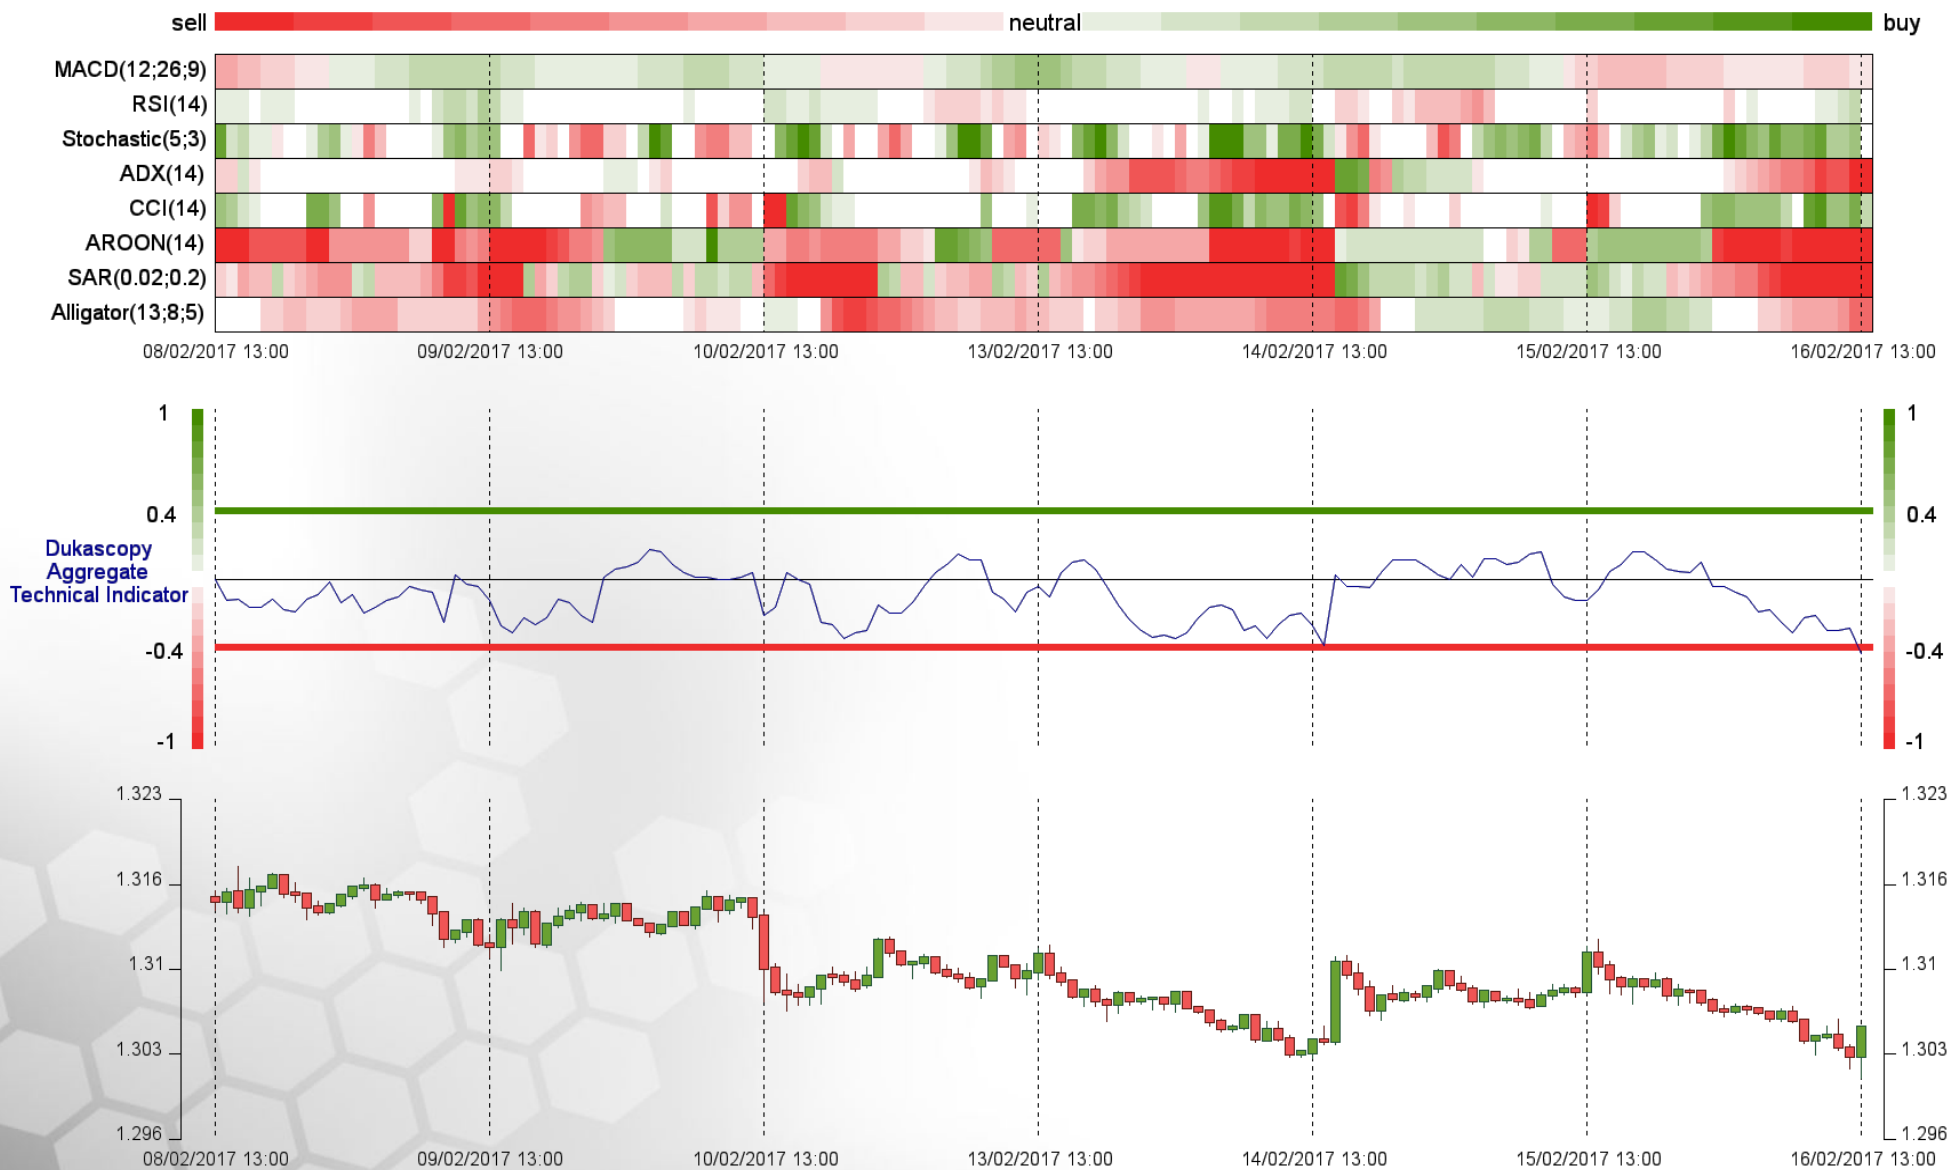 sell neutral buy
MACD(12;26;9)
RSI(14)
Stochastic(5;3)
ADX(14)
CCI(14)
AROON(14)
SAR(0.02;0.2)
Alligator(13;8;5)
08/02/2017 13:00 09/02/2017 13:00 10/02/2017 13:00 13/02/2017 13:00 14/02/2017 13:00 15/02/2017 13:00 16/02/2017 13:00
1 1
0.4 0.4
Dukascopy
Aggregate
Technical Indicator
-0.4 -0.4
-1 -1
1.323 1.323
1.316 1.316
1.31 1.31
1.303 1.303
1.296 1.296
08/02/2017 13:00 09/02/2017 13:00 10/02/2017 13:00 13/02/2017 13:00 14/02/2017 13:00 15/02/2017 13:00 16/02/2017 13:00